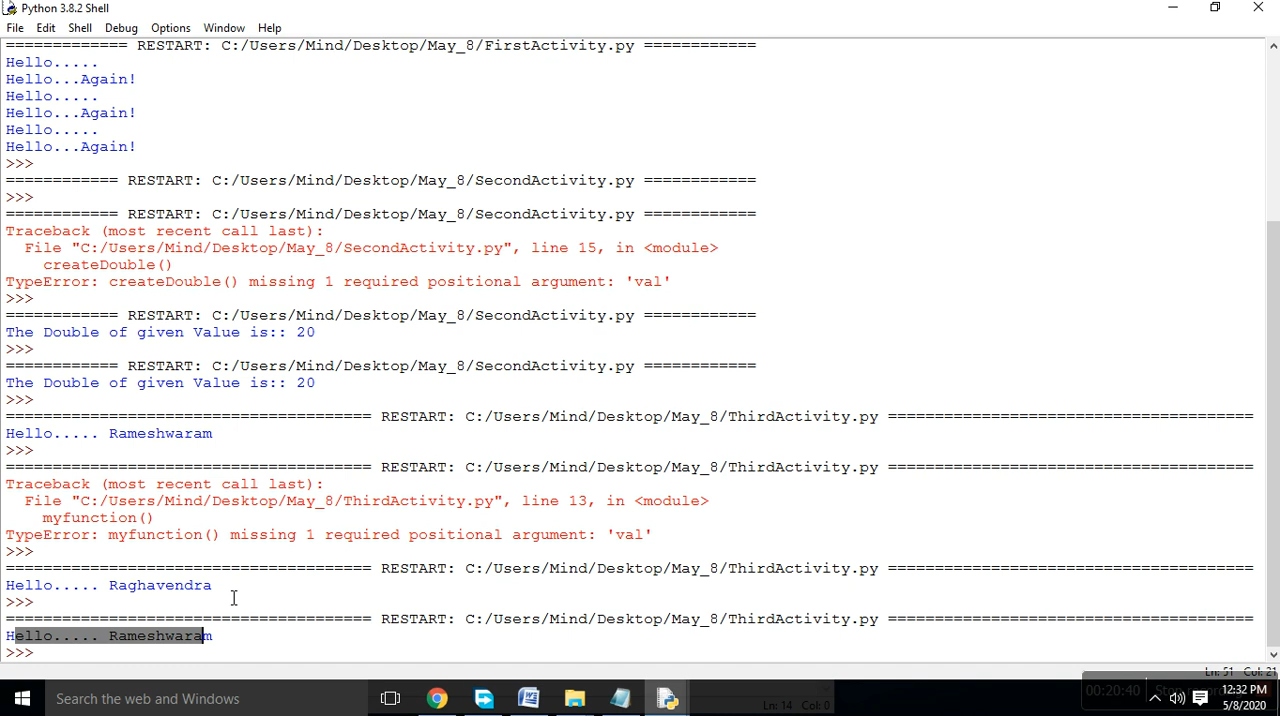 Python 3.8.2 Shell
File Edit Shell Debug Options Window Help
============= RESTART: C:/Users/Mind/Desktop/May_8/FirstActivity.py ============
Hello.....
Hello...Again!
Hello.....
Hello...Again!
Hello.....
Hello...Again!
>>>
============ RESTART: C:/Users/Mind/Desktop/May_8/SecondActivity.py ============
>>>
============ RESTART: C:/Users/Mind/Desktop/May_8/SecondActivity.py ============
Traceback (most recent call last):
  File "C:/Users/Mind/Desktop/May_8/SecondActivity.py", line 15, in <module>
    createDouble()
TypeError: createDouble() missing 1 required positional argument: 'val'
>>>
============ RESTART: C:/Users/Mind/Desktop/May_8/SecondActivity.py ============
The Double of given Value is:: 20
>>>
============ RESTART: C:/Users/Mind/Desktop/May_8/SecondActivity.py ============
The Double of given Value is:: 20
>>>
======================================= RESTART: C:/Users/Mind/Desktop/May_8/ThirdActivity.py =======================================
Hello..... Rameshwaram
>>>
======================================= RESTART: C:/Users/Mind/Desktop/May_8/ThirdActivity.py =======================================
Traceback (most recent call last):
  File "C:/Users/Mind/Desktop/May_8/ThirdActivity.py", line 13, in <module>
    myfunction()
TypeError: myfunction() missing 1 required positional argument: 'val'
>>>
======================================= RESTART: C:/Users/Mind/Desktop/May_8/ThirdActivity.py =======================================
Hello..... Raghavendra
>>>
======================================= RESTART: C:/Users/Mind/Desktop/May_8/ThirdActivity.py =======================================
Hello..... Rameshwaram
>>>
Ln: 51 Col: 21
Search the web and Windows
Ln: 14 Col: 0
00:20:40 Stop
12:32 PM
5/8/2020